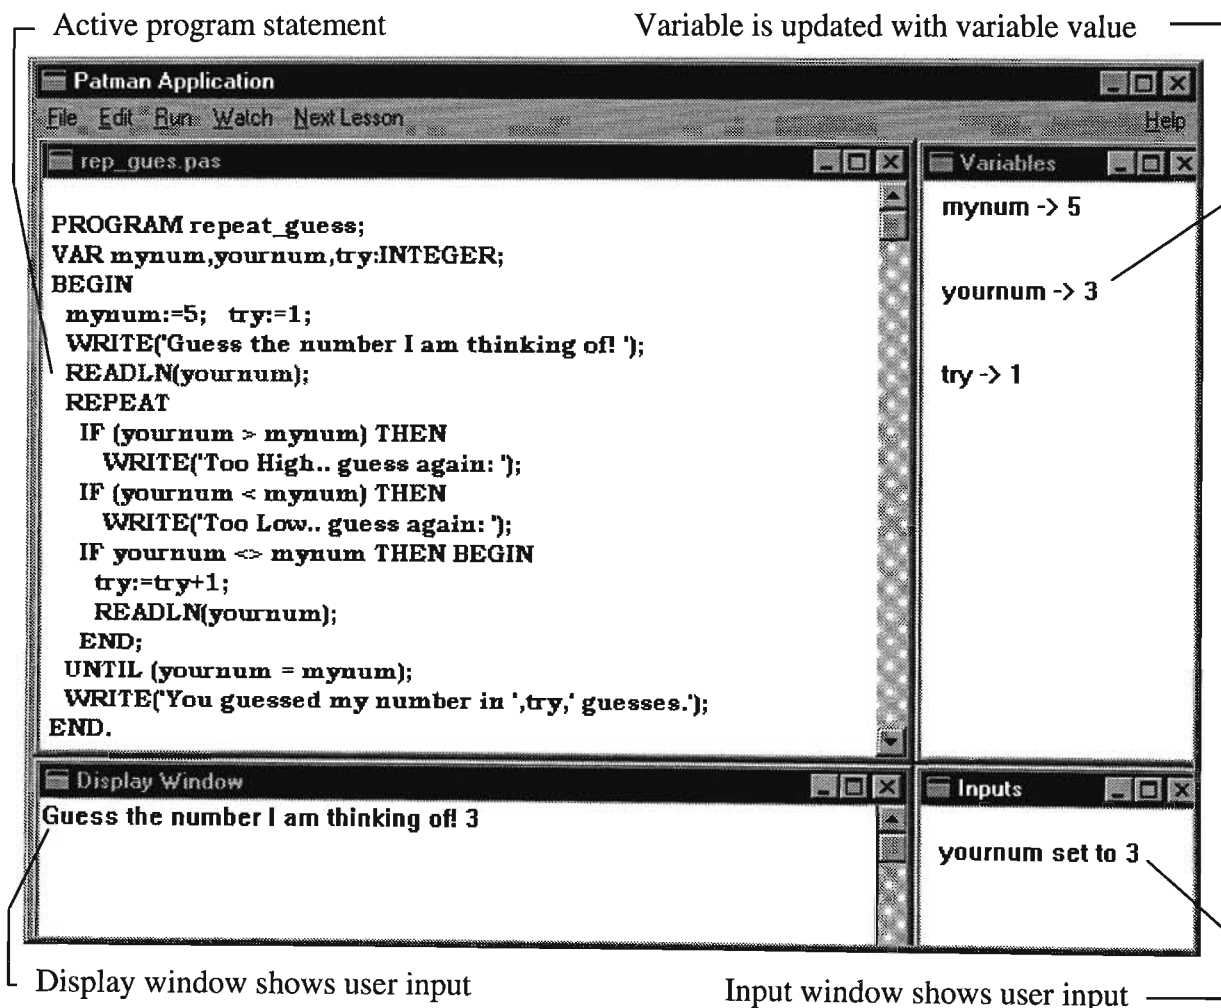 Active program statement
Variable is updated with variable value
Patman Application
File Edit Run Watch Next Lesson Help
rep_gues.pas
PROGRAM repeat_guess;
VAR mynum,yournum,try:INTEGER;
BEGIN
mynum:=5; try:=1;
WRITE('Guess the number I am thinking of! ');
READLN(yournum);
REPEAT
IF (yournum > mynum) THEN
WRITE('Too High.. guess again: ');
IF (yournum < mynum) THEN
WRITE('Too Low.. guess again: ');
IF yournum <> mynum THEN BEGIN
try:=try+1;
READLN(yournum);
END;
UNTIL (yournum = mynum);
WRITE('You guessed my number in ',try,' guesses.');
END.
Variables
mynum -> 5
yournum -> 3
try -> 1
Display Window
Guess the number I am thinking of! 3
Inputs
yournum set to 3
Display window shows user input
Input window shows user input